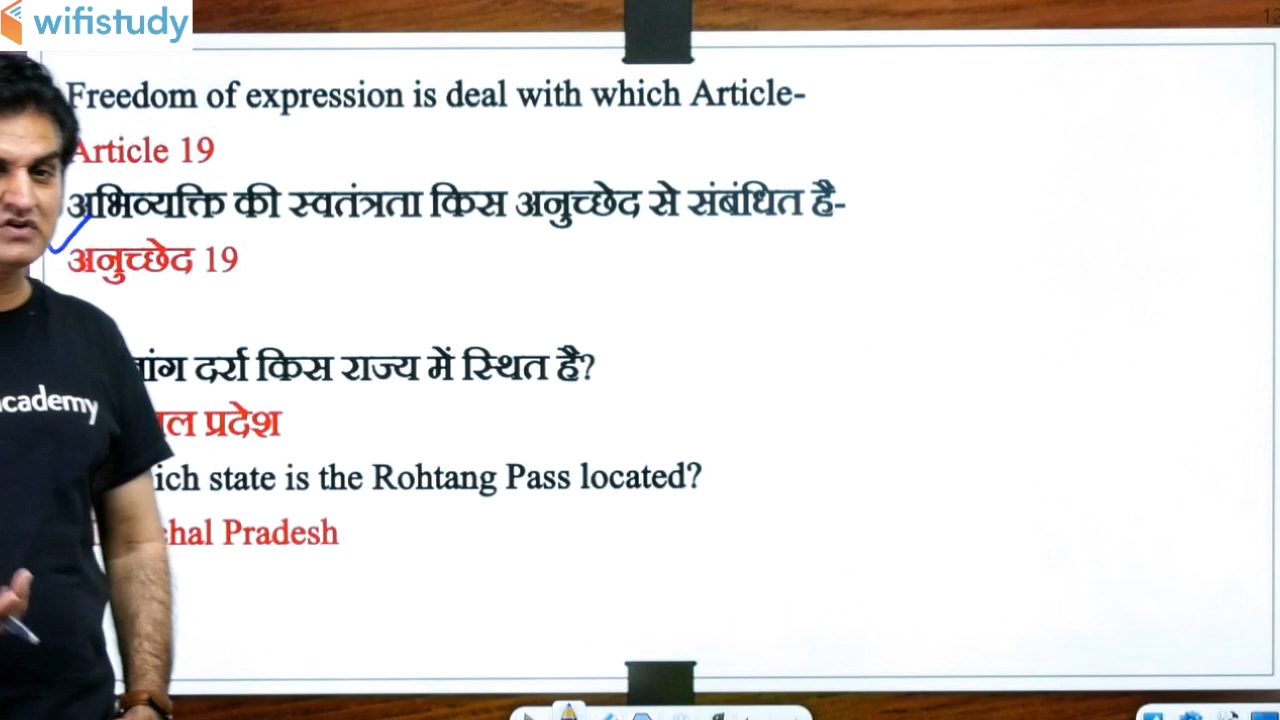 wifistudy
Freedom of expression is deal with which Article-
Article 19
अभिव्यक्ति की स्वतंत्रता किस अनुच्छेद से संबंधित है-
अनुच्छेद 19
दर्रा किस राज्य में स्थित है?
प्रदेश
state is the Rohtang Pass located?
Pradesh